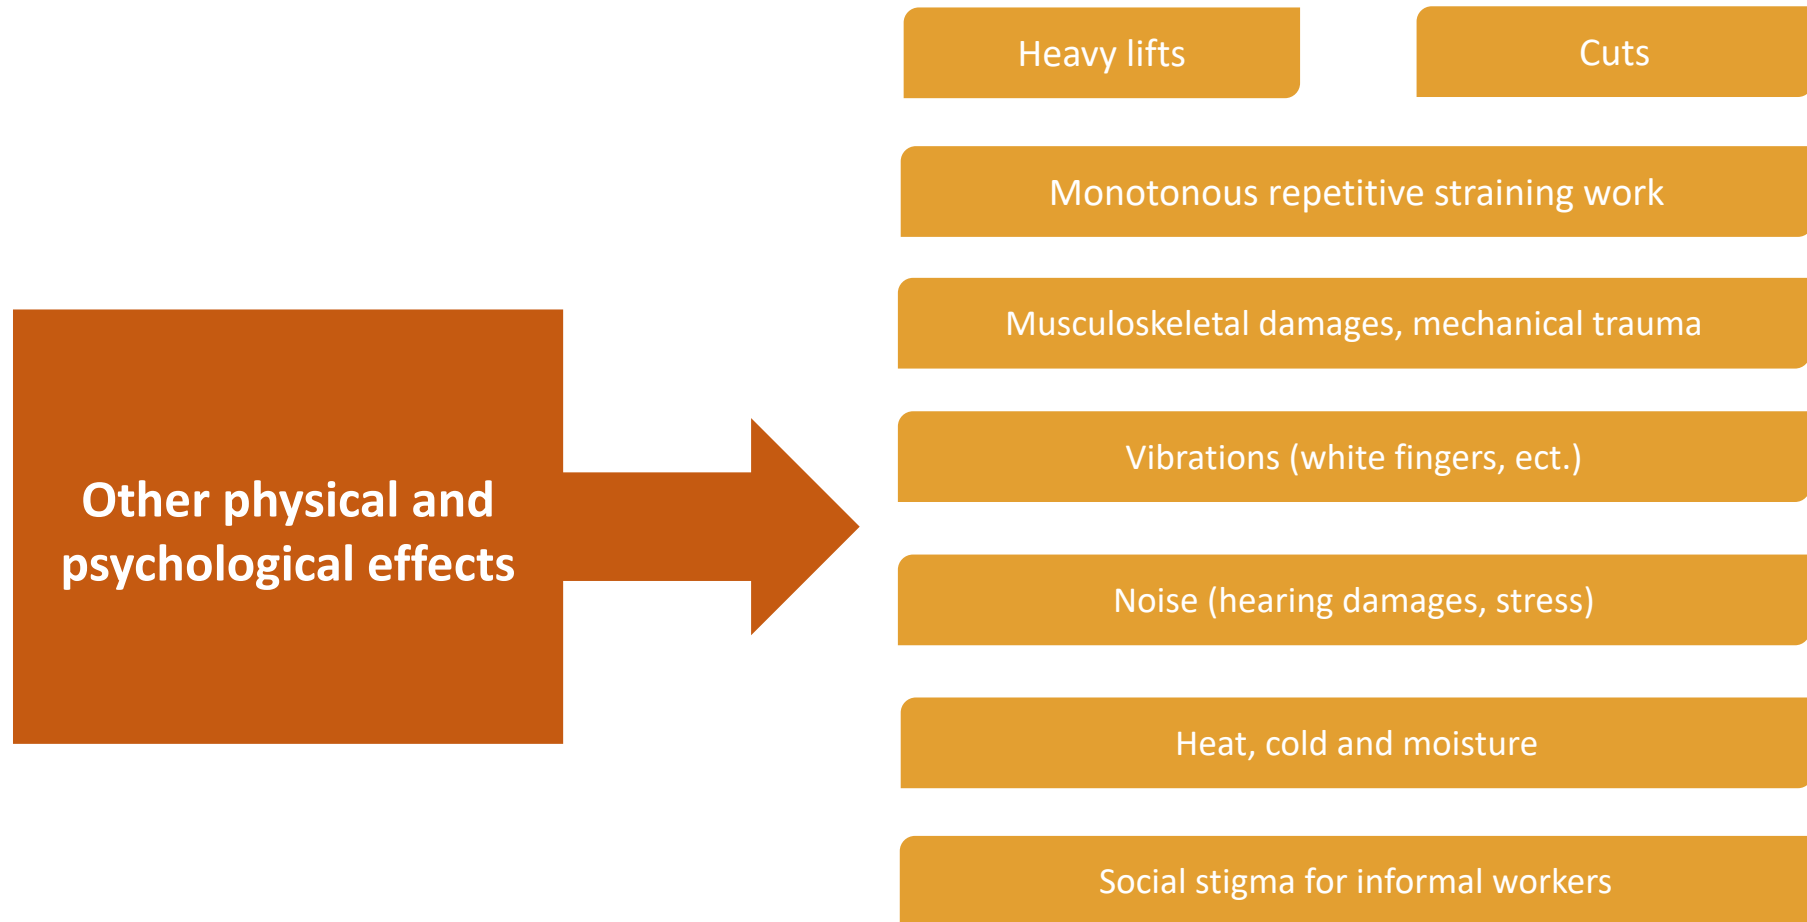 Heavy lifts
Cuts
Monotonous repetitive straining work
Musculoskeletal damages, mechanical trauma
Vibrations (white fingers, ect.)
Other physical and
psychological effects
Noise (hearing damages, stress)
Heat, cold and moisture
Social stigma for informal workers